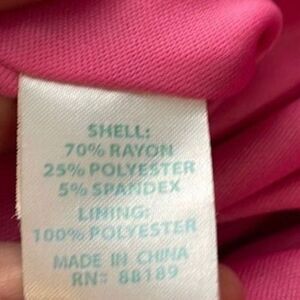 SHELL:
70% RAYON
25% POLYESTER
5% SPANDEX
LINING:
100% POLYESTER
MADE IN CHINA
RN= 88189